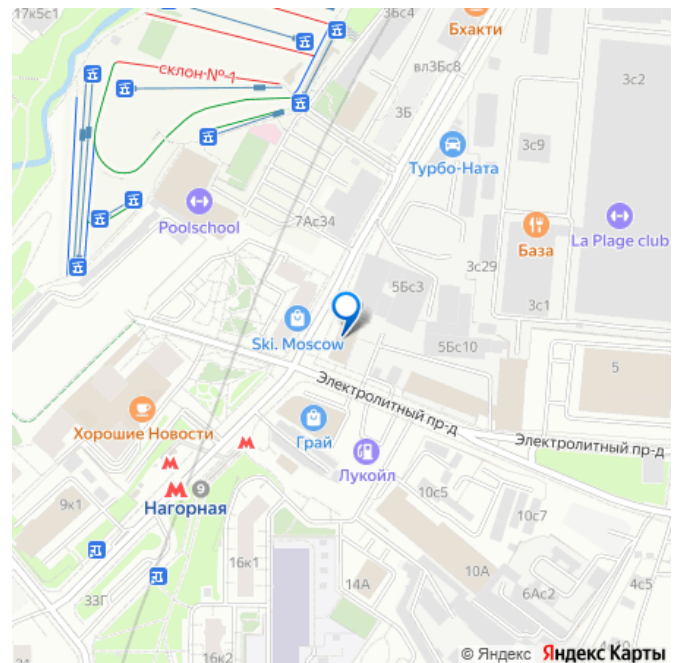 17к5с1
3Бс4
Бхакти
склон №1
вл3Бс8
3с2
3Б
3с9
Турбо-Ната
Poolschool
7Ас34
База
La Plage club
3с29
5Бс3
3с1
Ski. Moscow
5Бс10
5
Электролитный пр-д
Хорошие Новости
Грай
Электролитный пр-д
Лукойл
9
Нагорная
9к1
10с5
10с7
16к1
14А
10А
6Ас2
4с5
33Г
16к2
© Яндекс Яндекс Карты